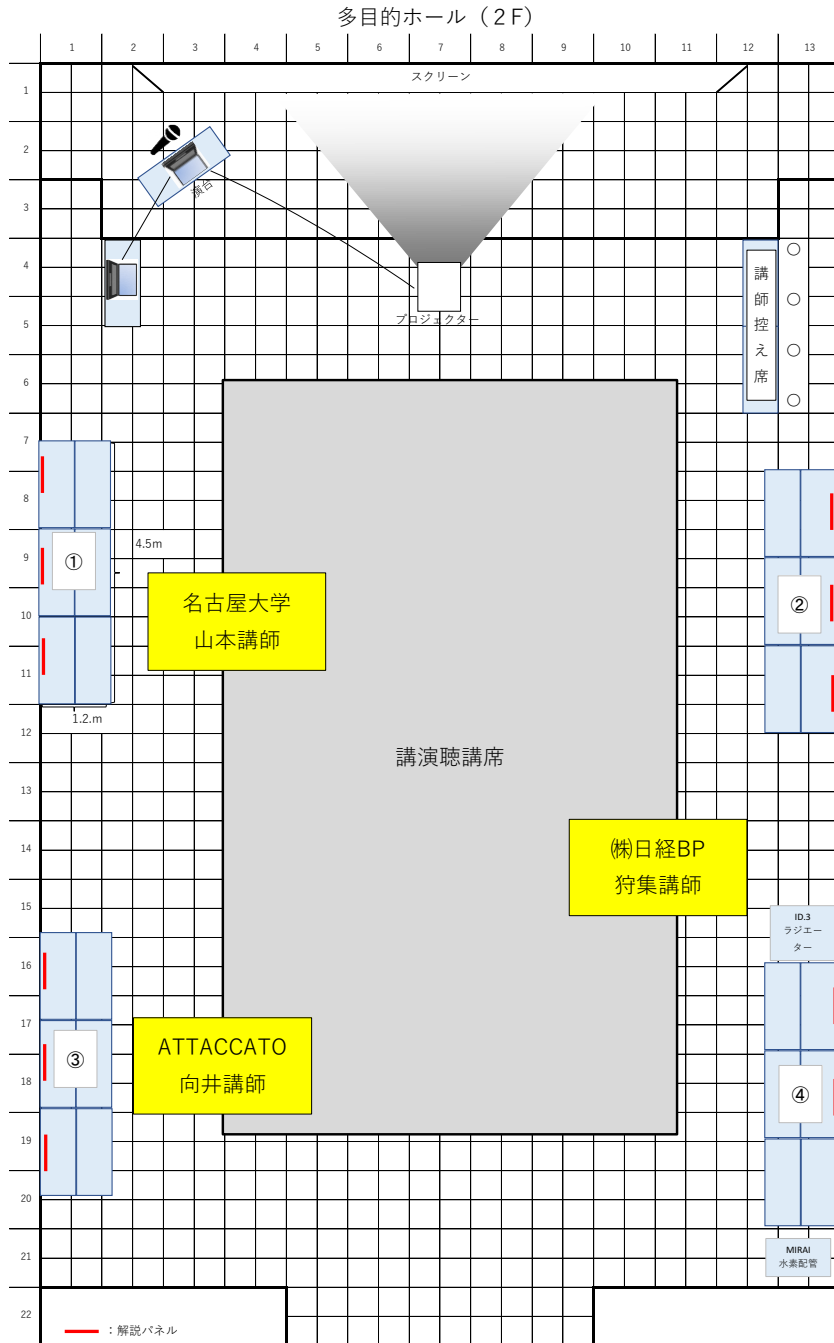 多目的ホール（２F）
1 2 3 4 5 6 7 8 9 10 11 12 13
スクリーン
1
2
演台
3
4
講師控え席
○
○
○
○
プロジェクター
5
6
7
8
9
①
4.5m
②
10
名古屋大学
山本講師
11
1.2.m
12
講演聴講席
13
14
㈱日経BP
狩集講師
15
ID.3
ラジエー
ター
16
17
ATTACCATO
向井講師
③
④
18
19
20
21
MIRAI
水素配管
22
：解説パネル